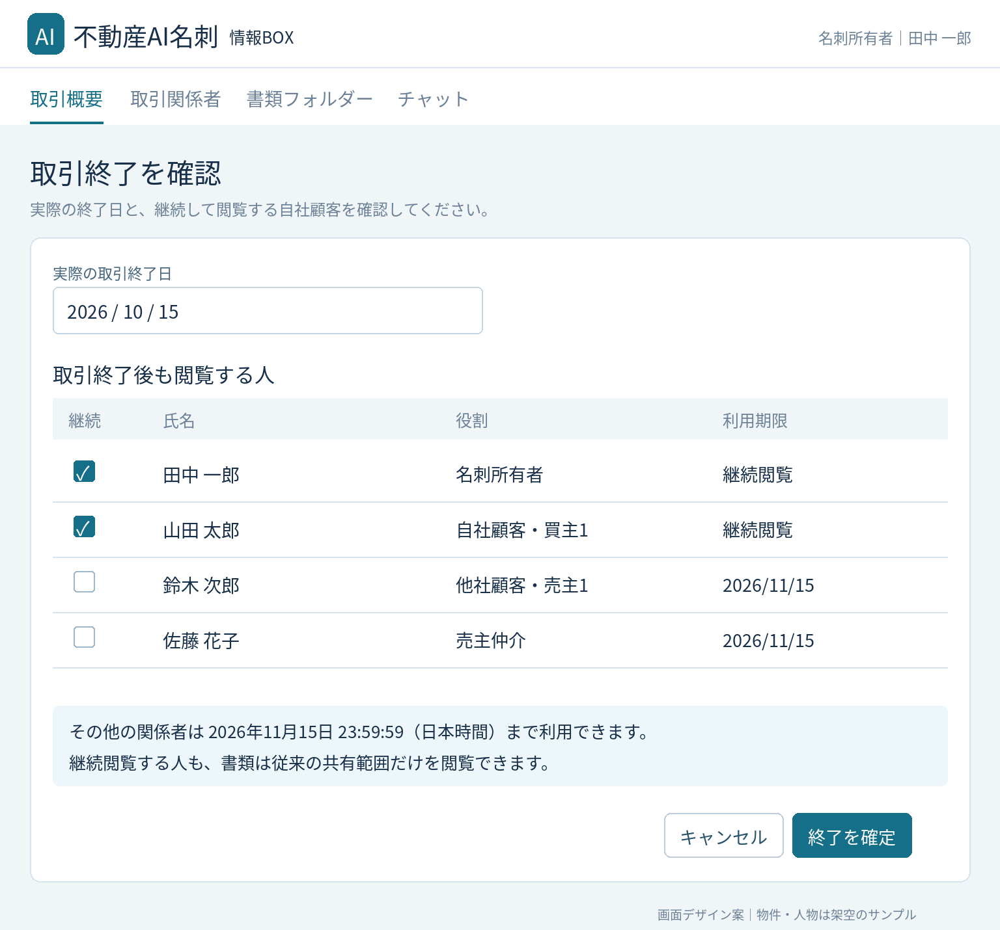 AI 不動産AI名刺 情報BOX 名刺所有者｜田中 一郎
取引概要 取引関係者 書類フォルダー チャット
取引終了を確認
実際の終了日と、継続して閲覧する自社顧客を確認してください。
実際の取引終了日
2026 / 10 / 15
取引終了後も閲覧する人
継続 氏名 役割 利用期限
✓ 田中 一郎 名刺所有者 継続閲覧
✓ 山田 太郎 自社顧客・買主1 継続閲覧
鈴木 次郎 他社顧客・売主1 2026/11/15
佐藤 花子 売主仲介 2026/11/15
その他の関係者は 2026年11月15日 23:59:59（日本時間）まで利用できます。
継続閲覧する人も、書類は従来の共有範囲だけを閲覧できます。
キャンセル 終了を確定
画面デザイン案｜物件・人物は架空のサンプル